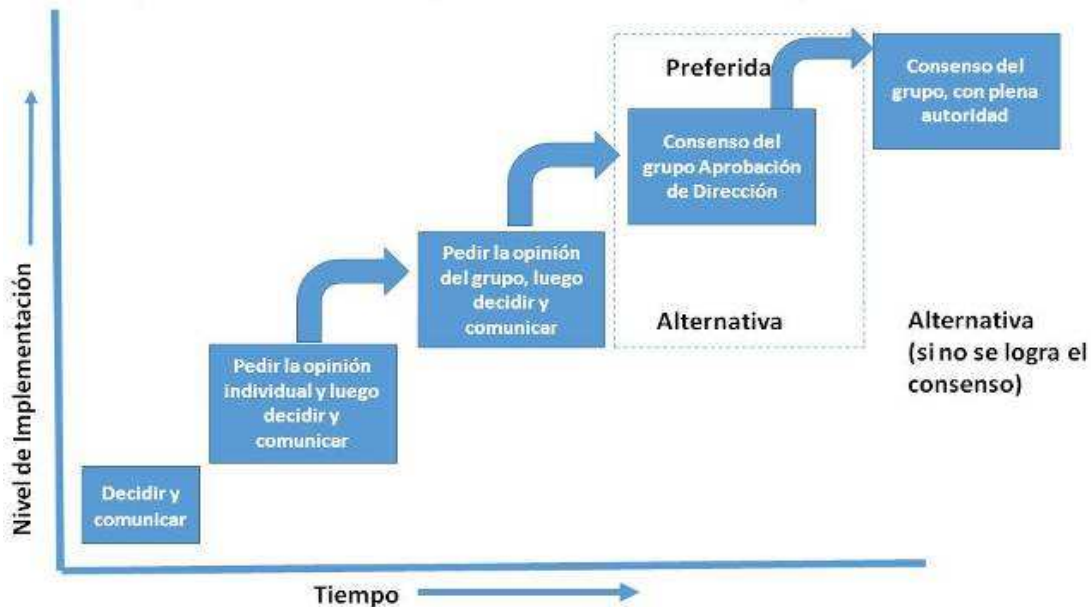 Preferida
Consenso del
grupo, con plena
autoridad
Consenso del
grupo Aprobación
de Dirección
Pedir la opinión
del grupo, luego
decidir y
comunicar
Alternativa
Alternativa
(si no se logra el
consenso)
Pedir la opinión
individual y luego
decidir y
comunicar
Decidir y
comunicar
Nivel de Implementación
Tiempo